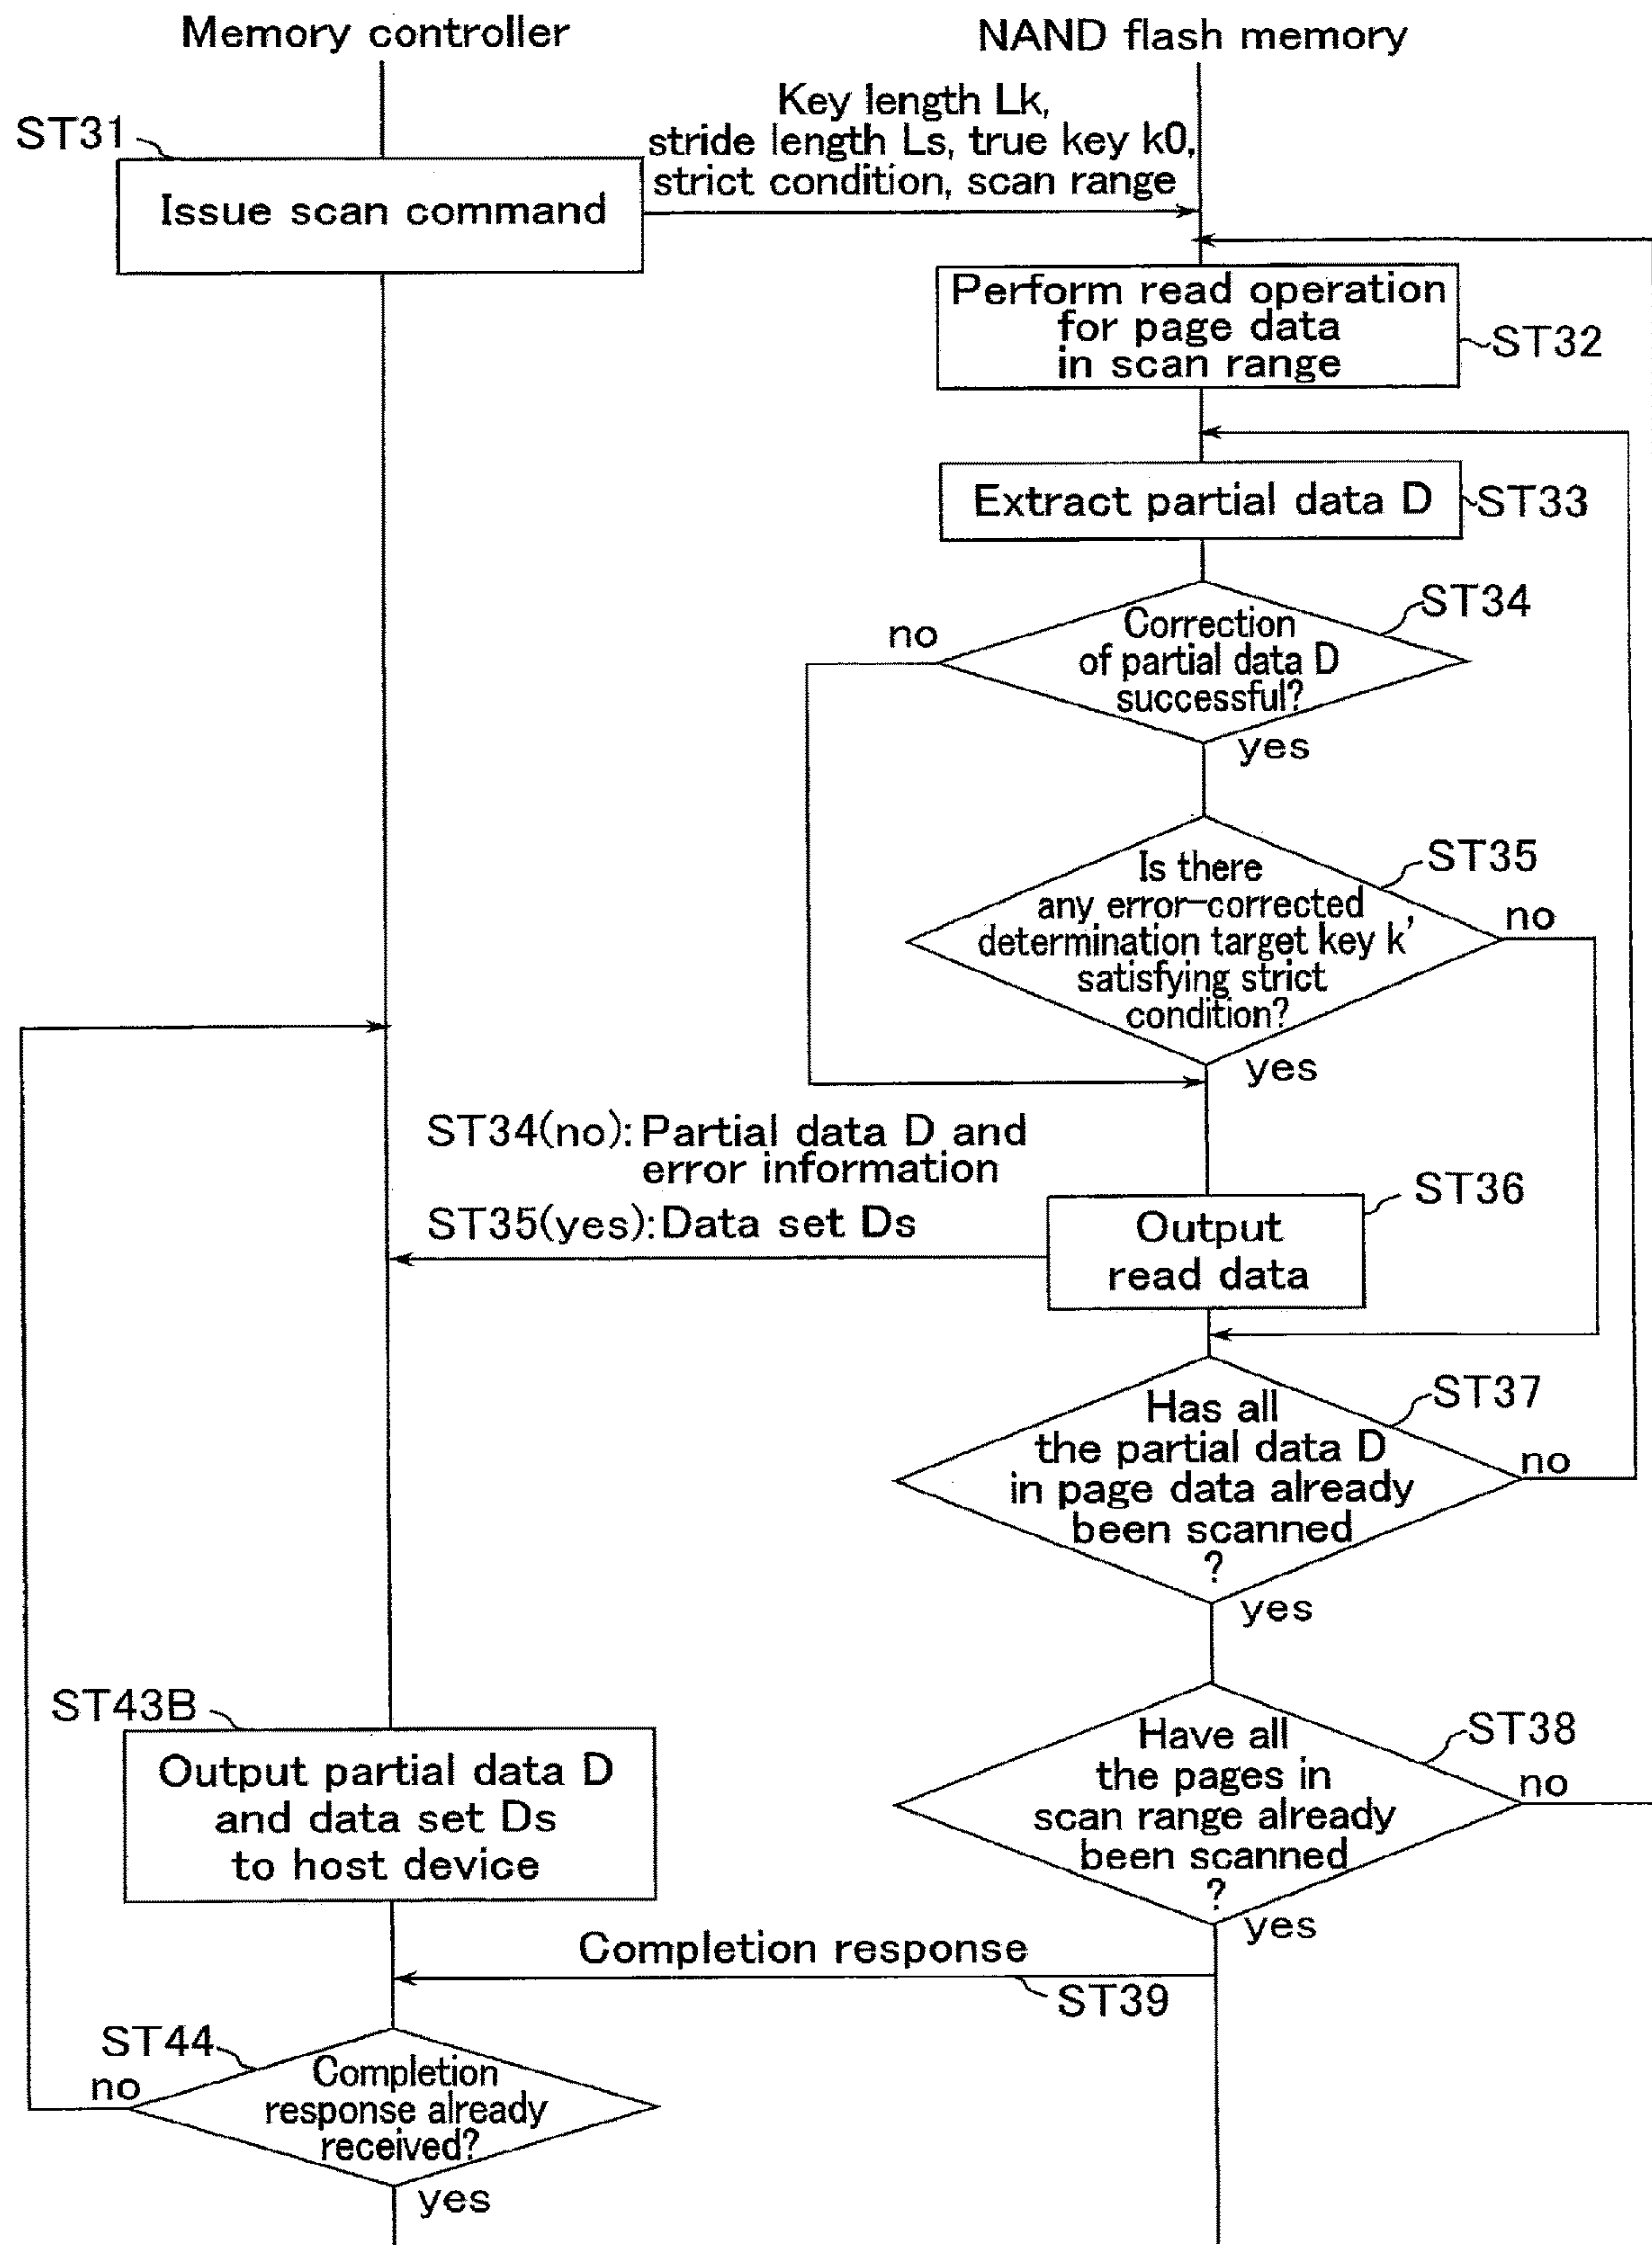 Memory controller
NAND flash memory
ST31
Key length Lk,
stride length Ls, true key k0,
strict condition, scan range
Issue scan command
Perform read operation
for page data
in scan range
ST32
Extract partial data D
ST33
ST34
no
Correction
of partial data D
successful?
yes
ST35
Is there
any error-corrected
determination target key k'
satisfying strict
condition?
no
yes
ST34(no): Partial data D and
error information
ST35(yes): Data set Ds
ST36
Output
read data
ST37
Has all
the partial data D
in page data already
been scanned
?
no
yes
ST43B
Output partial data D
and data set Ds
to host device
ST38
Have all
the pages in
scan range already
been scanned
?
no
yes
Completion response
ST39
ST44
no
Completion
response already
received?
yes